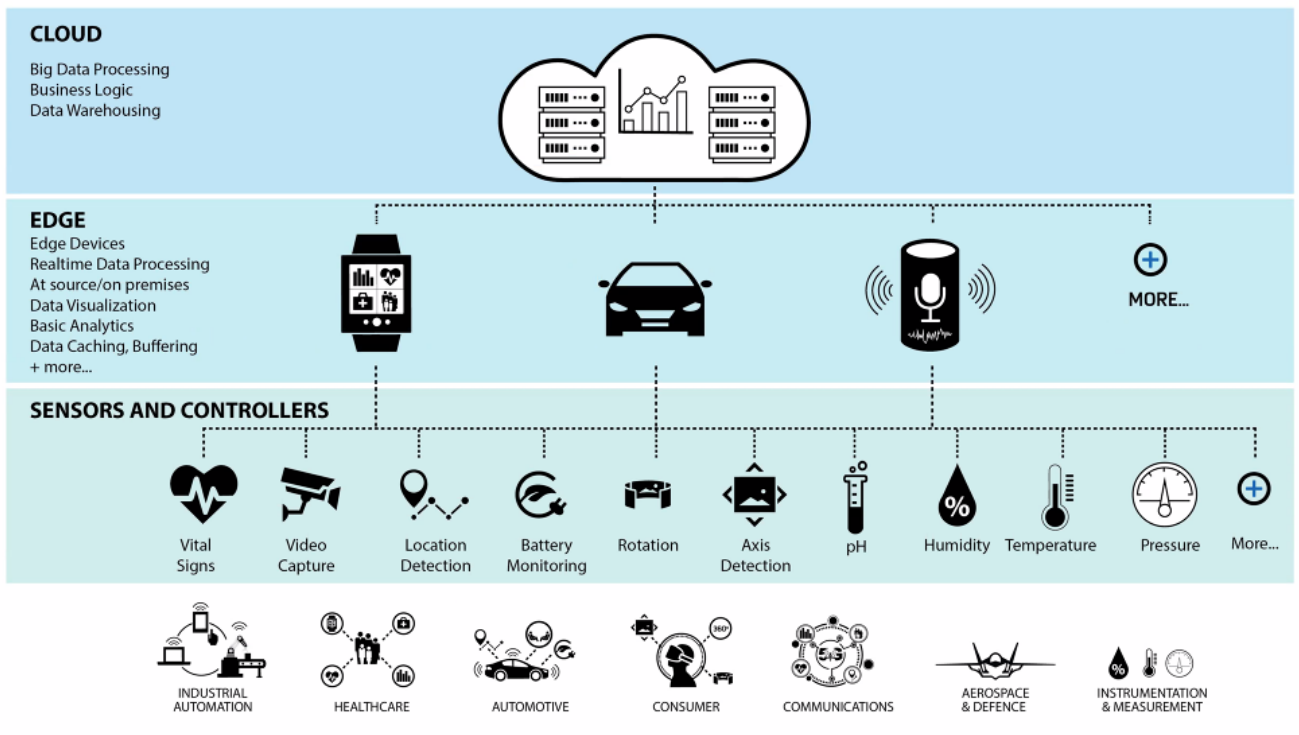 CLOUD
Big Data Processing
Business Logic
Data Warehousing
EDGE
Edge Devices
Realtime Data Processing
At source/on premises
Data Visualization
Basic Analytics
Data Caching, Buffering
+ more...
MORE...
SENSORS AND CONTROLLERS
%
Vital
Signs
Video
Capture
Location
Detection
Battery
Monitoring
Rotation
Axis
Detection
pH
Humidity
Temperature
Pressure
More...
360°
5G
%
INDUSTRIAL
AUTOMATION
HEALTHCARE
AUTOMOTIVE
CONSUMER
COMMUNICATIONS
AEROSPACE
& DEFENCE
INSTRUMENTATION
& MEASUREMENT